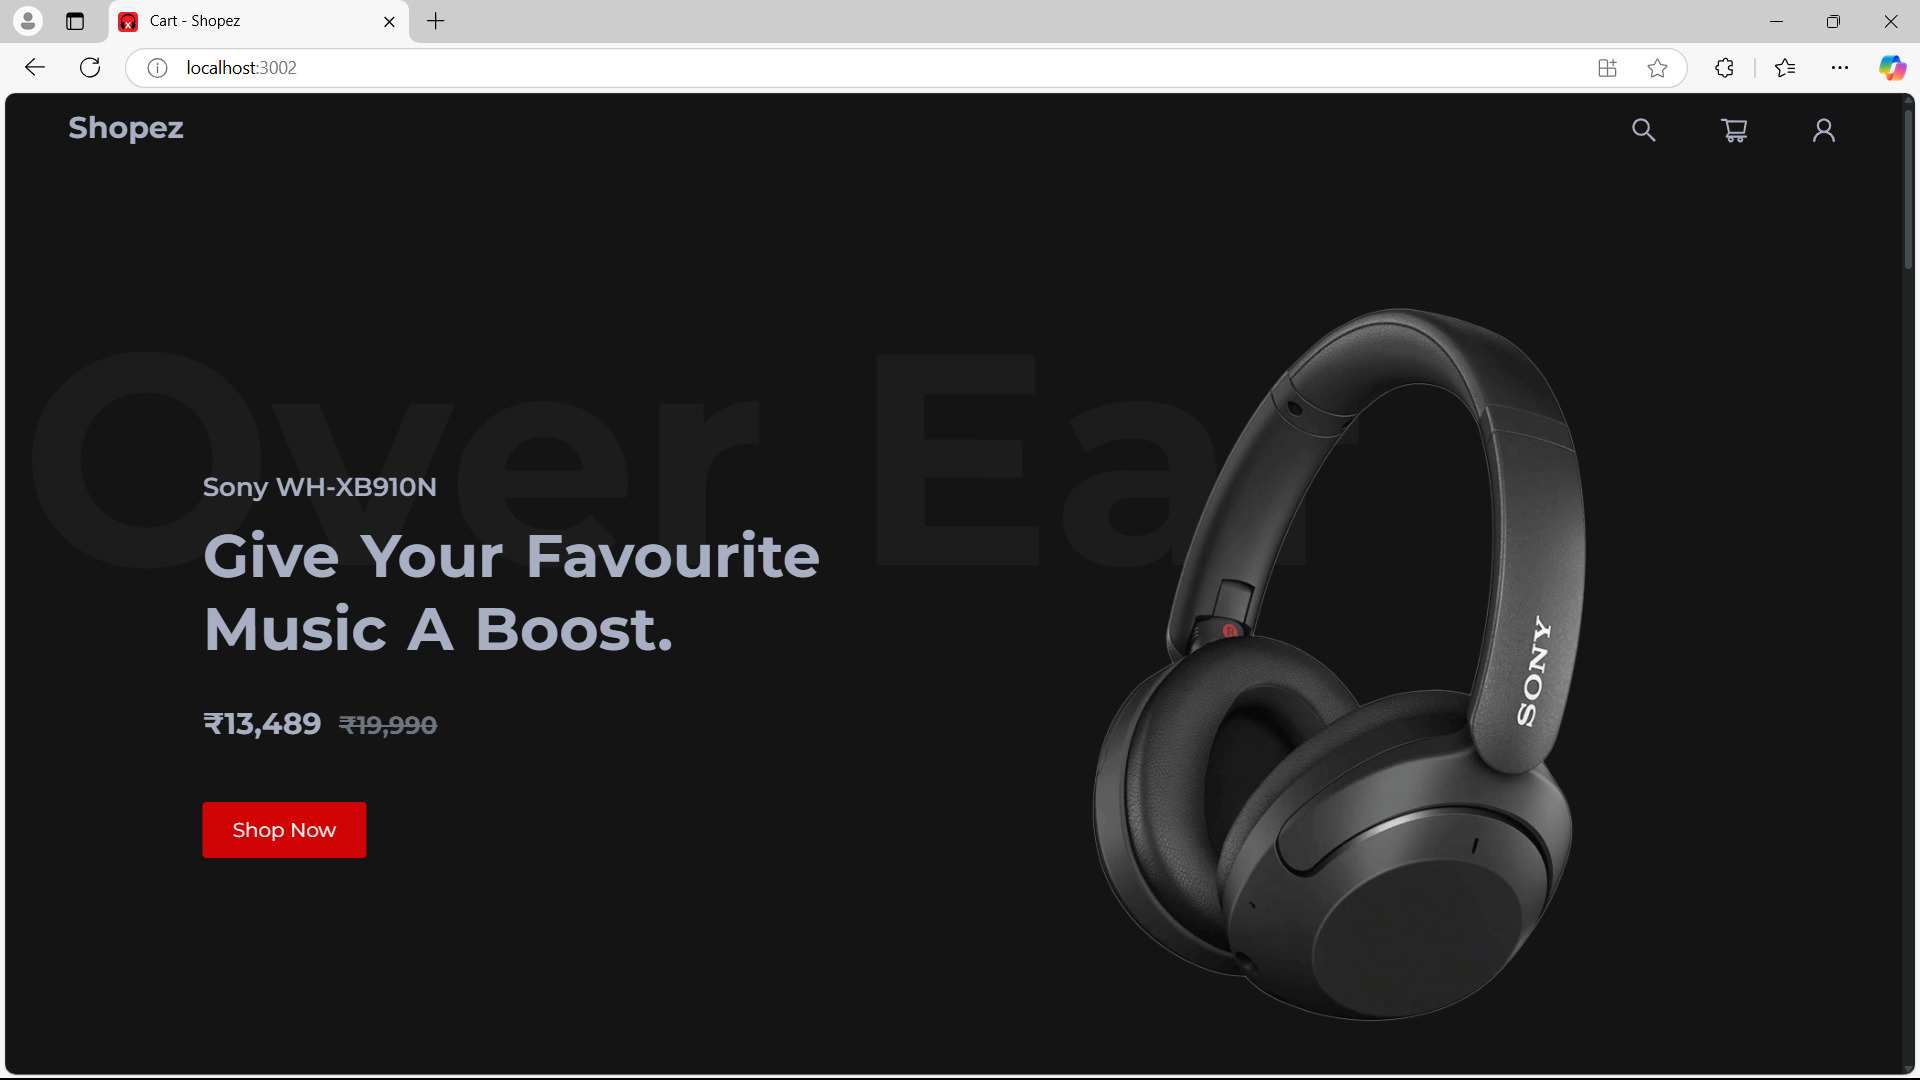 Cart - Shopez
localhost:3002
Shopez
Over Ear
Sony WH-XB910N
Give Your Favourite
Music A Boost.
₹13,489 ₹19,990
Shop Now
SONY
R